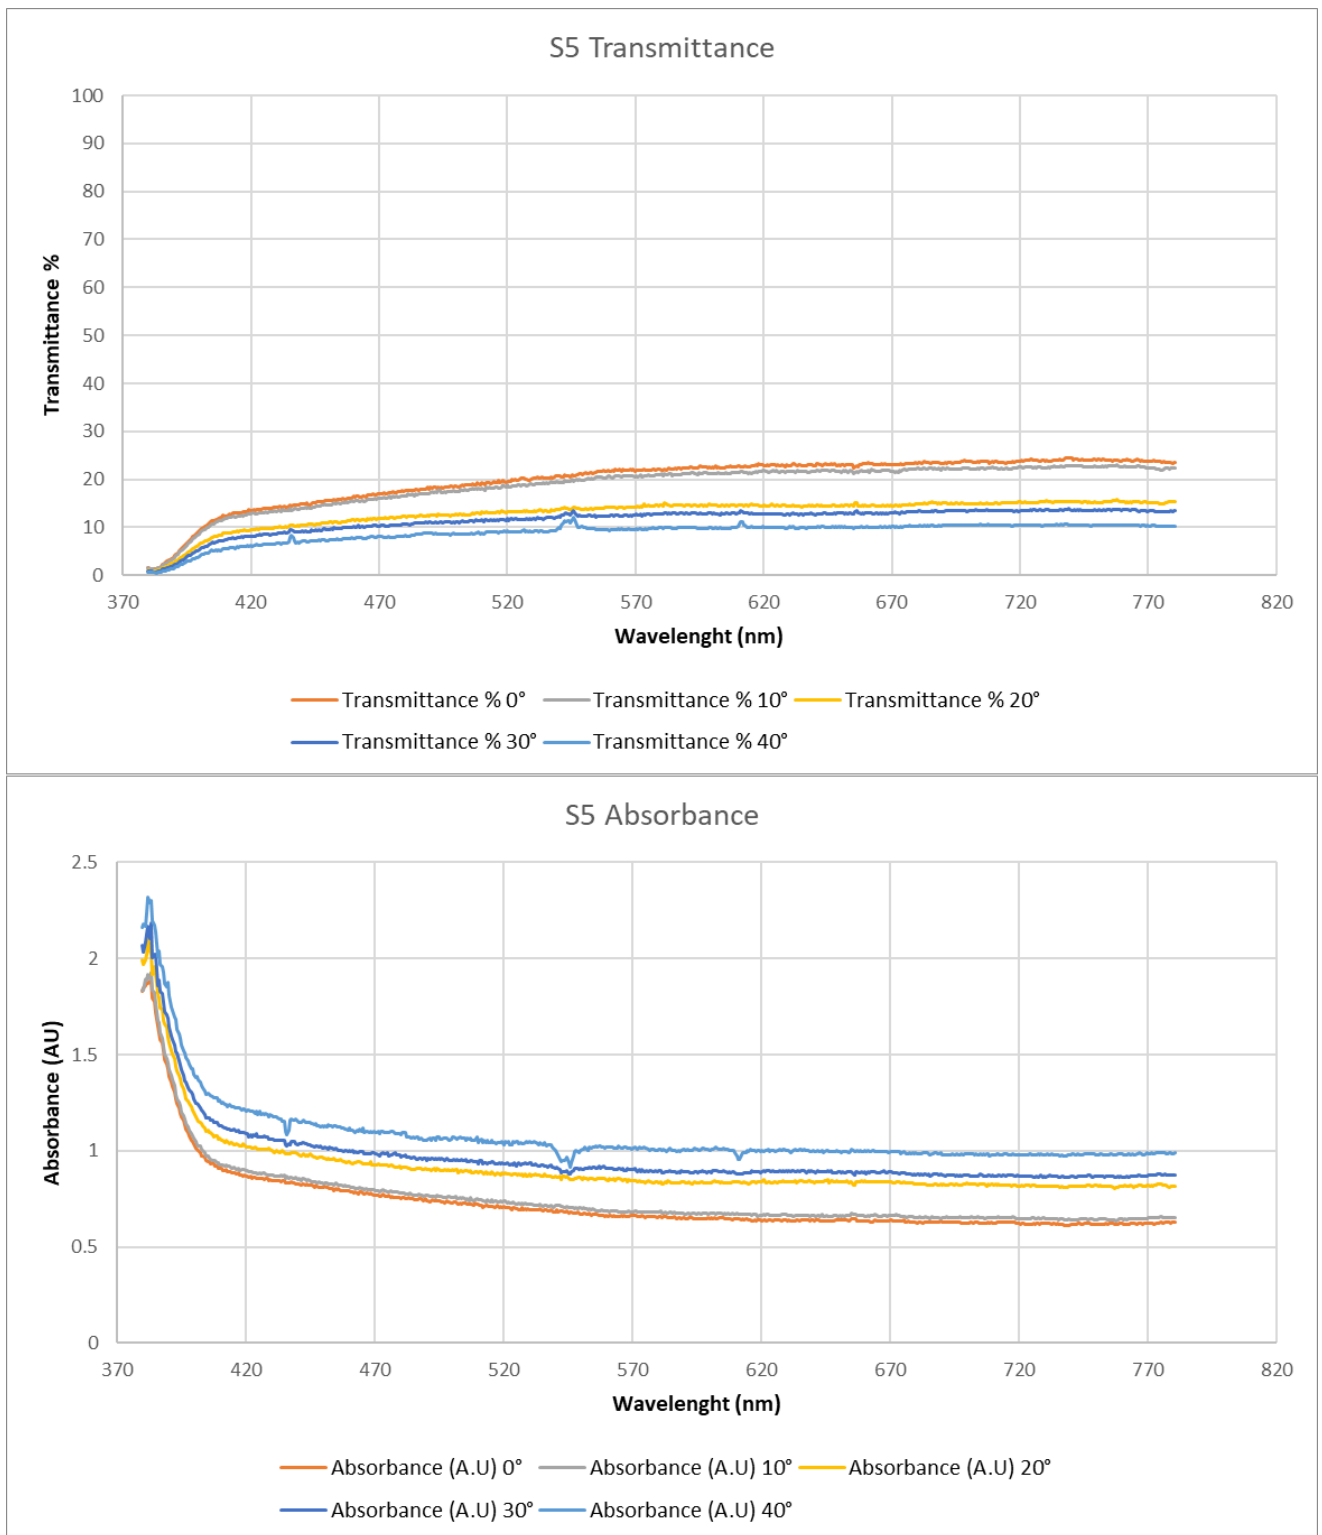 S5 Transmittance
100
90
80
70
60
50
40
30
20
10
0
Transmittance %
370 420 470 520 570 620 670 720 770 820
Wavelenght (nm)
Transmittance % 0° Transmittance % 10° Transmittance % 20°
Transmittance % 30° Transmittance % 40°
S5 Absorbance
2.5
2
1.5
1
0.5
0
Absorbance (AU)
370 420 470 520 570 620 670 720 770 820
Wavelenght (nm)
Absorbance (A.U) 0° Absorbance (A.U) 10° Absorbance (A.U) 20°
Absorbance (A.U) 30° Absorbance (A.U) 40°